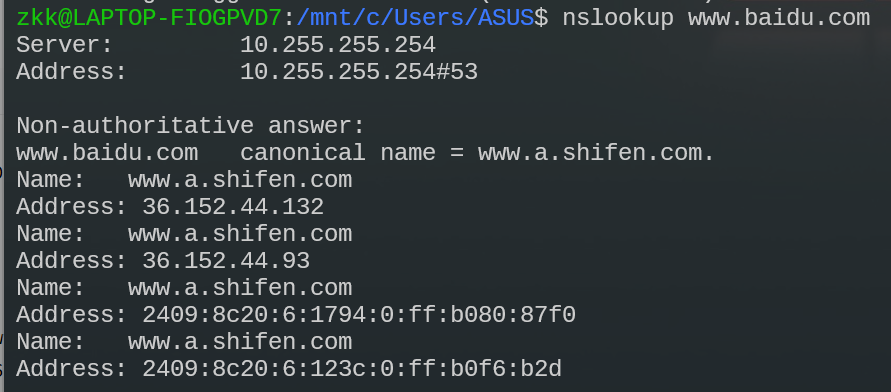 zkk@LAPTOP-FIOGPVD7:/mnt/c/Users/ASUS$ nslookup www.baidu.com
Server:         10.255.255.254
Address:        10.255.255.254#53

Non-authoritative answer:
www.baidu.com   canonical name = www.a.shifen.com.
Name:   www.a.shifen.com
Address: 36.152.44.132
Name:   www.a.shifen.com
Address: 36.152.44.93
Name:   www.a.shifen.com
Address: 2409:8c20:6:1794:0:ff:b080:87f0
Name:   www.a.shifen.com
Address: 2409:8c20:6:123c:0:ff:b0f6:b2d